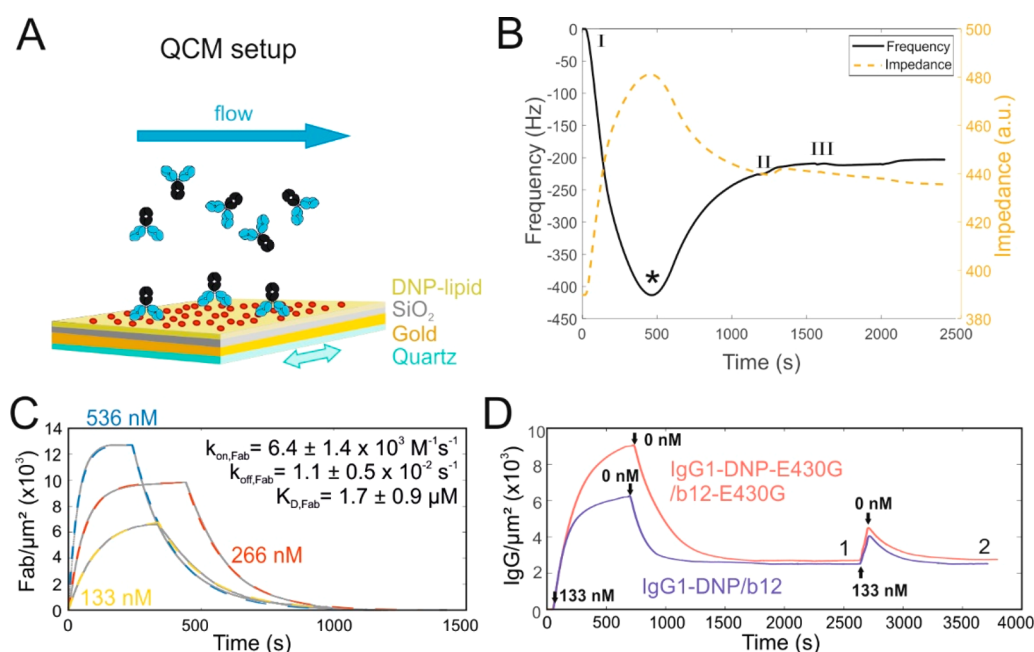 A
QCM setup
flow
DNP-lipid
SiO₂
Gold
Quartz
B
Frequency
Impedance
I
II
III
*
Frequency (Hz)
0
-50
-100
-150
-200
-250
-300
-350
-400
-450
Impedance (a.u.)
500
480
460
440
420
400
380
0 500 1000 1500 2000 2500
Time (s)
C
536 nM
266 nM
133 nM
k_on,Fab= 6.4 ± 1.4 x 10³ M⁻¹s⁻¹
k_off,Fab= 1.1 ± 0.5 x 10⁻² s⁻¹
K_D,Fab= 1.7 ± 0.9 µM
Fab/µm² (x10³)
14
12
10
8
6
4
2
0
0 500 1000 1500
Time (s)
D
0 nM
0 nM
IgG1-DNP-E430G
/b12-E430G
0 nM
1
2
IgG1-DNP/b12
133 nM
133 nM
IgG/µm² (x10³)
10
8
6
4
2
0
0 500 1000 1500 2000 2500 3000 3500 4000
Time (s)